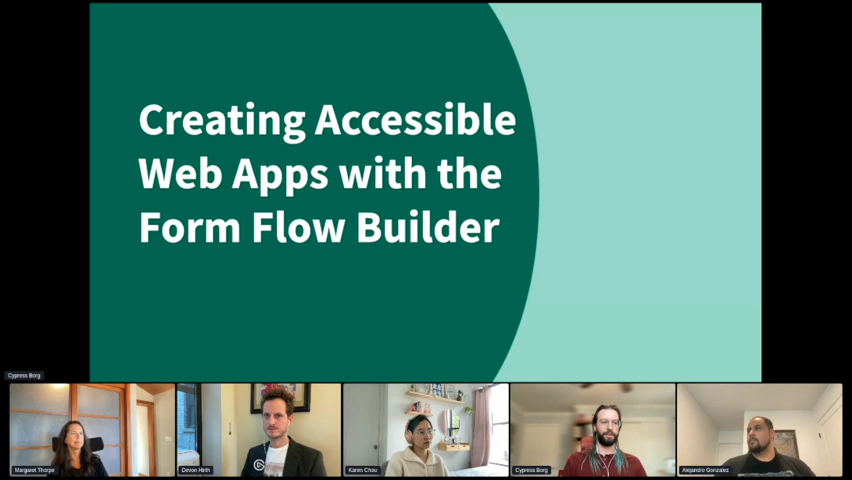 Creating Accessible
Web Apps with the
Form Flow Builder
Cypress Borg
Margaret Thorpe
Devon Hirth
Karen Chou
Cypress Borg
Alejandro Gonzalez